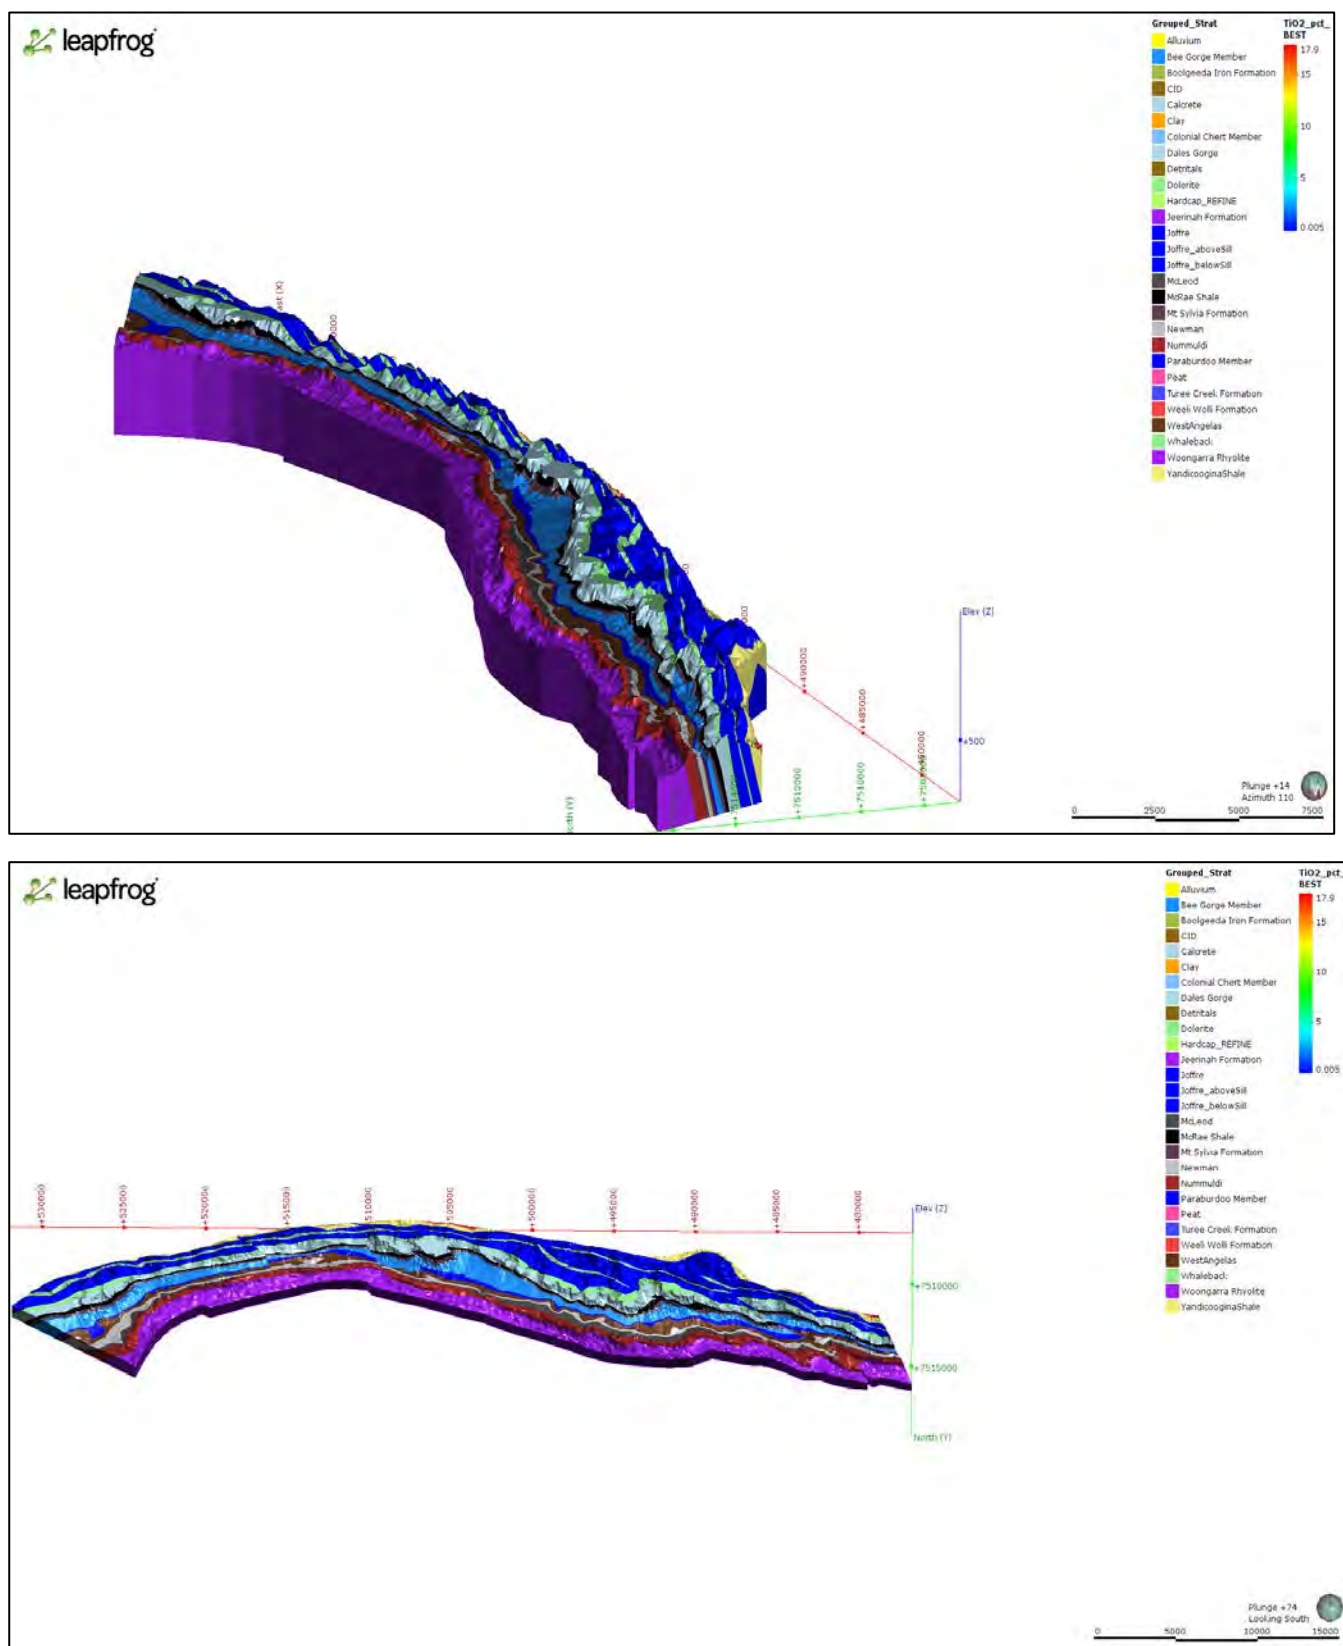 leapfrog
Grouped_Strat
Alluvium
Bee Gorge Member
Boolgeeda Iron Formation
CID
Calcrete
Clay
Colonial Chert Member
Dales Gorge
Detritals
Dolerite
Hardcap_REFINE
Jeerinah Formation
Joffre
Joffre_aboveSill
Joffre_belowSill
McLeod
McRae Shale
Mt Sylvia Formation
Newman
Nummuldi
Paraburdoo Member
Peat
Turee Creek Formation
Weeli Wolli Formation
WestAngelas
Whaleback
Woongarra Rhyolite
YandicooginaShale
TiO2_pct_
BEST
17.9
15
10
5
0.005
Elev (Z)
+490000
+485000
+500
+7510000
Plunge +14
Azimuth 110
0 2500 5000 7500
leapfrog
Grouped_Strat
Alluvium
Bee Gorge Member
Boolgeeda Iron Formation
CID
Calcrete
Clay
Colonial Chert Member
Dales Gorge
Detritals
Dolerite
Hardcap_REFINE
Jeerinah Formation
Joffre
Joffre_aboveSill
Joffre_belowSill
McLeod
McRae Shale
Mt Sylvia Formation
Newman
Nummuldi
Paraburdoo Member
Peat
Turee Creek Formation
Weeli Wolli Formation
WestAngelas
Whaleback
Woongarra Rhyolite
YandicooginaShale
TiO2_pct_
BEST
17.9
15
10
5
0.005
+530000
+525000
+520000
+515000
+510000
+505000
+500000
+495000
+490000
+485000
+480000
Elev (Z)
+7510000
+7515000
North (Y)
Plunge +74
Looking South
0 5000 10000 15000